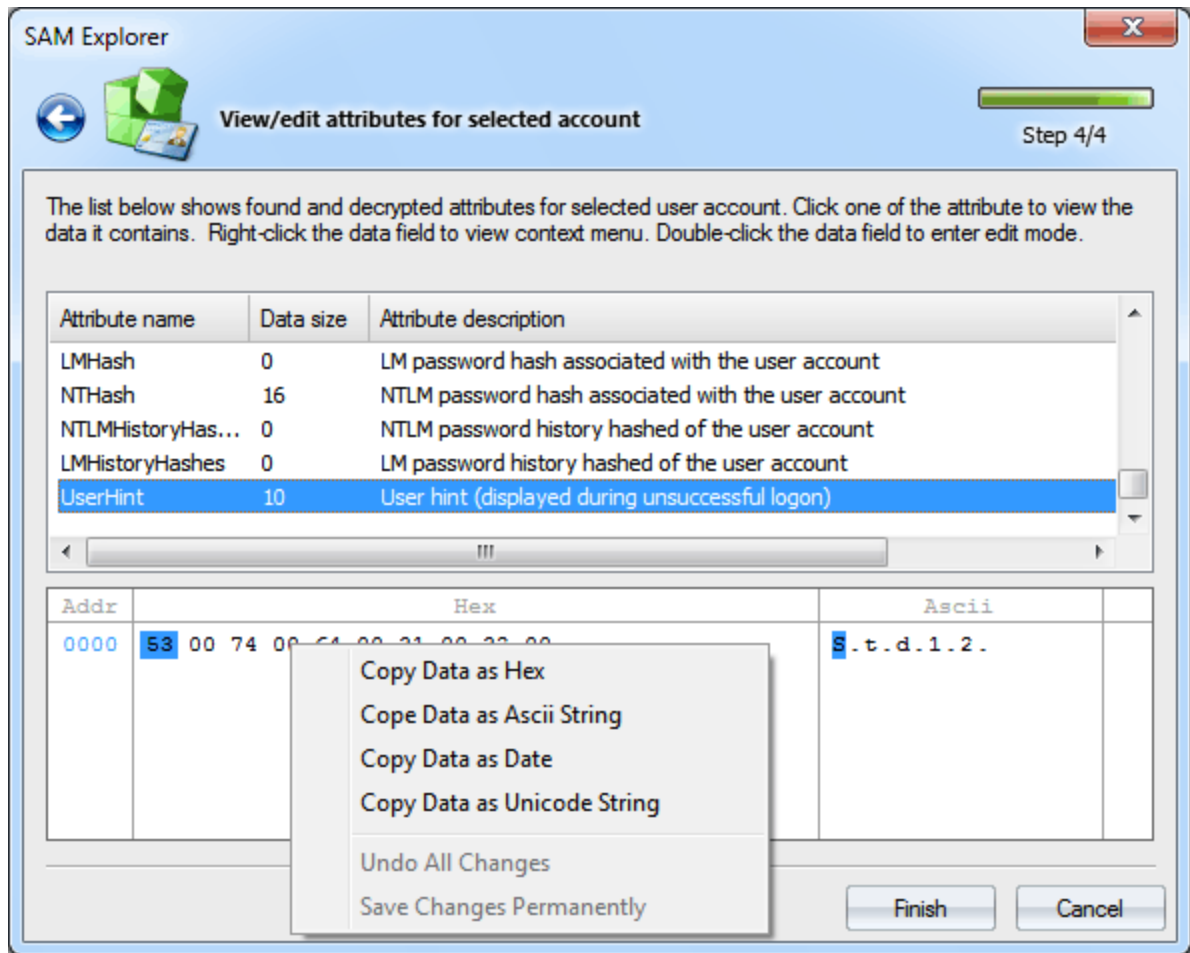 SAM Explorer
View/edit attributes for selected account
Step 4/4
The list below shows found and decrypted attributes for selected user account. Click one of the attribute to view the
data it contains.  Right-click the data field to view context menu. Double-click the data field to enter edit mode.
Attribute name Data size Attribute description
LMHash 0 LM password hash associated with the user account
NTHash 16 NTLM password hash associated with the user account
NTLMHistoryHas... 0 NTLM password history hashed of the user account
LMHistoryHashes 0 LM password history hashed of the user account
UserHint 10 User hint (displayed during unsuccessful logon)
Addr Hex Ascii
0000 53 00 74 00 S.t.d.1.2.
Copy Data as Hex
Cope Data as Ascii String
Copy Data as Date
Copy Data as Unicode String
Undo All Changes
Save Changes Permanently
Finish Cancel